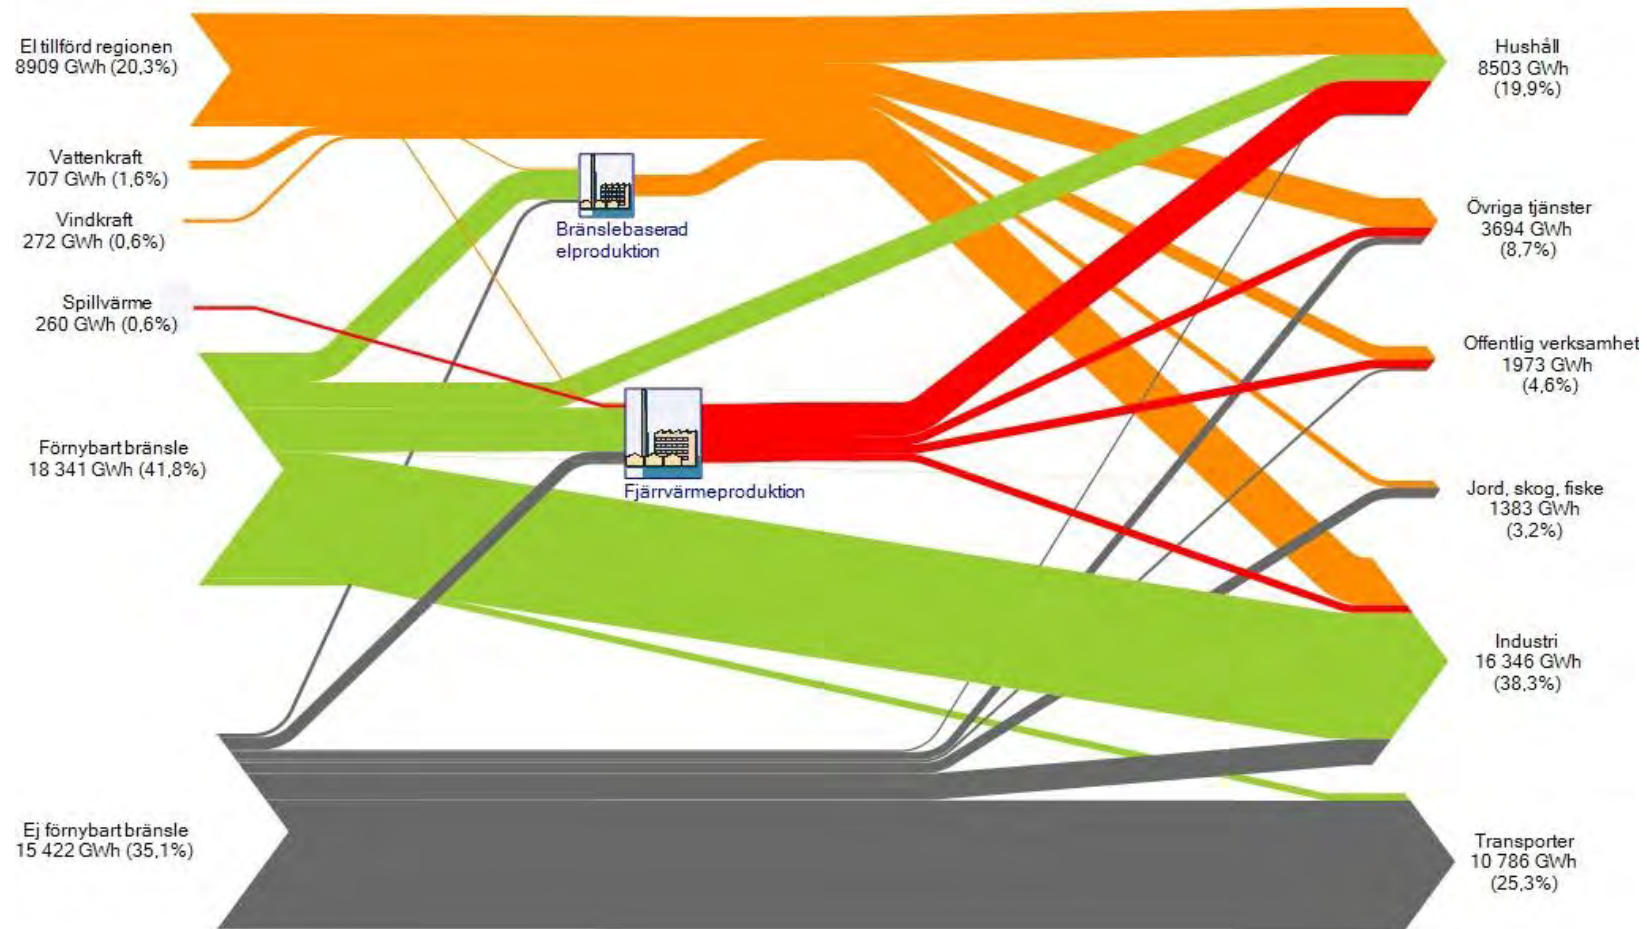 El tillförd regionen
8909 GWh (20,3%)
Vattenkraft
707 GWh (1,6%)
Vindkraft
272 GWh (0,6%)
Spillvärme
260 GWh (0,6%)
Förnybart bränsle
18 341 GWh (41,8%)
Ej förnybart bränsle
15 422 GWh (35,1%)
Bränslebaserad
elproduktion
Fjärrvärmeproduktion
Hushåll
8503 GWh
(19,9%)
Övriga tjänster
3694 GWh
(8,7%)
Offentlig verksamhet
1973 GWh
(4,6%)
Jord, skog, fiske
1383 GWh
(3,2%)
Industri
16 346 GWh
(38,3%)
Transporter
10 786 GWh
(25,3%)